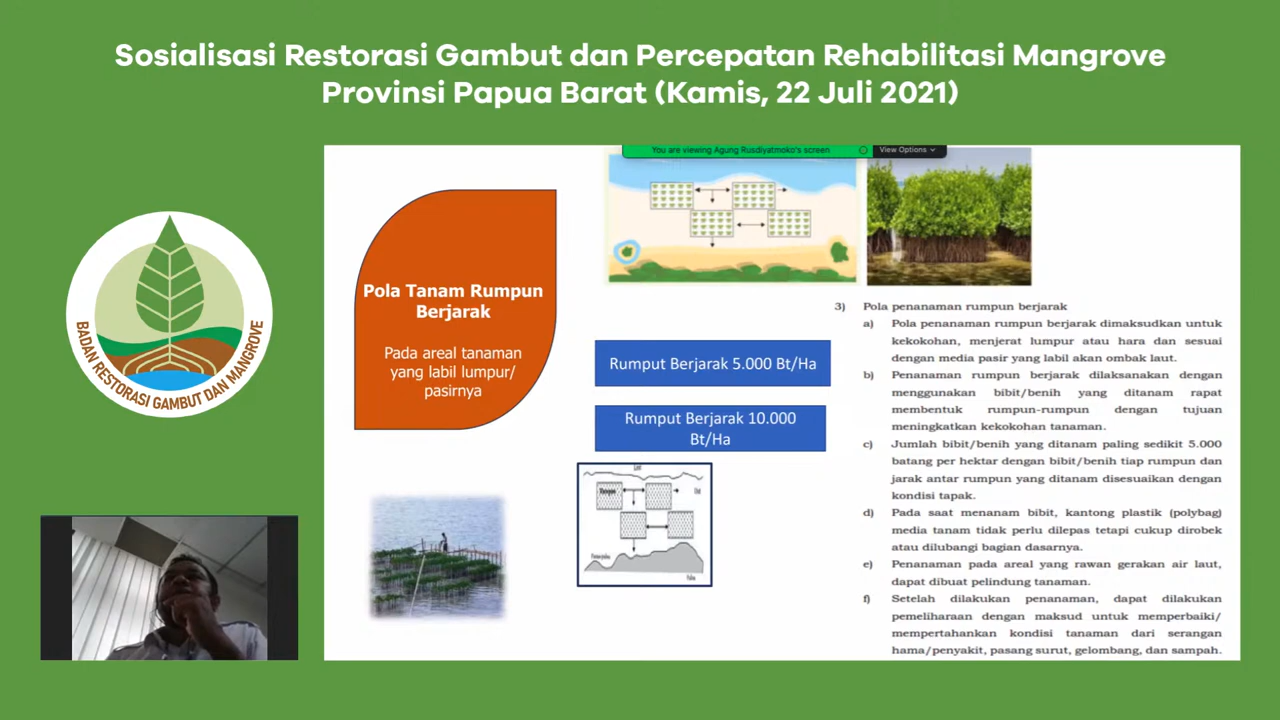 Sosialisasi Restorasi Gambut dan Percepatan Rehabilitasi Mangrove
Provinsi Papua Barat (Kamis, 22 Juli 2021)
You are viewing Agung Rusdiyatmoko's screen
View Options
BADAN RESTORASI GAMBUT DAN MANGROVE
Pola Tanam Rumpun
Berjarak
Pada areal tanaman
yang labil lumpur/
pasirnya
Rumput Berjarak 5.000 Bt/Ha
Rumput Berjarak 10.000
Bt/Ha
Laut
3) Pola penanaman rumpun berjarak
a) Pola penanaman rumpun berjarak dimaksudkan untuk
kekokohan, menjerat lumpur atau hara dan sesuai
dengan media pasir yang labil akan ombak laut.
b) Penanaman rumpun berjarak dilaksanakan dengan
menggunakan bibit/benih yang ditanam rapat
membentuk rumpun-rumpun dengan tujuan
meningkatkan kekokohan tanaman.
c) Jumlah bibit/benih yang ditanam paling sedikit 5.000
batang per hektar dengan bibit/benih tiap rumpun dan
jarak antar rumpun yang ditanam disesuaikan dengan
kondisi tapak.
d) Pada saat menanam bibit, kantong plastik (polybag)
media tanam tidak perlu dilepas tetapi cukup dirobek
atau dilubangi bagian dasarnya.
e) Penanaman pada areal yang rawan gerakan air laut,
dapat dibuat pelindung tanaman.
f) Setelah dilakukan penanaman, dapat dilakukan
pemeliharaan dengan maksud untuk memperbaiki/
mempertahankan kondisi tanaman dari serangan
hama/penyakit, pasang surut, gelombang, dan sampah.